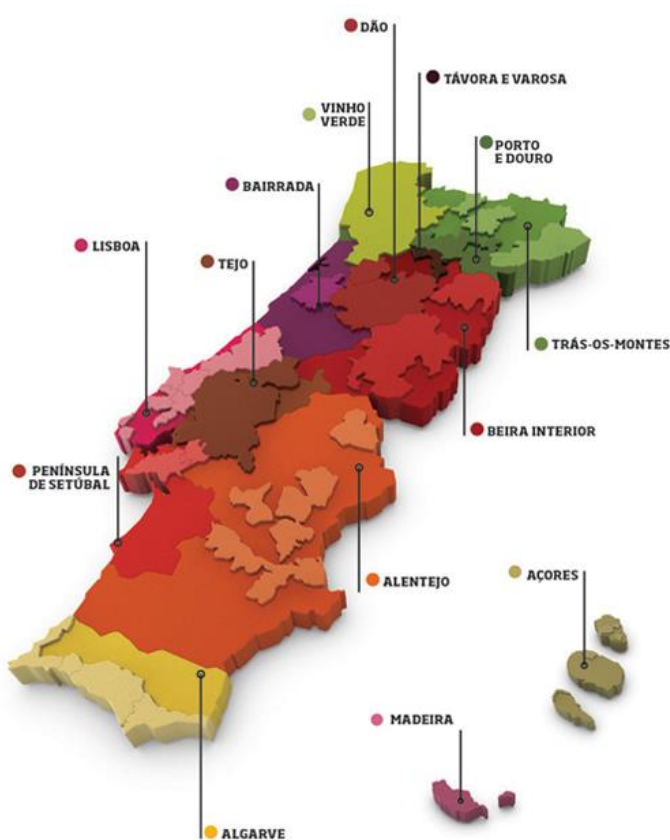 DÃO
TÁVORA E VAROSA
VINHO
VERDE
PORTO
E DOURO
BAIRRADA
LISBOA
TEJO
TRÁS-OS-MONTES
BEIRA INTERIOR
PENÍNSULA
DE SETÚBAL
ALENTEJO
AÇORES
MADEIRA
ALGARVE